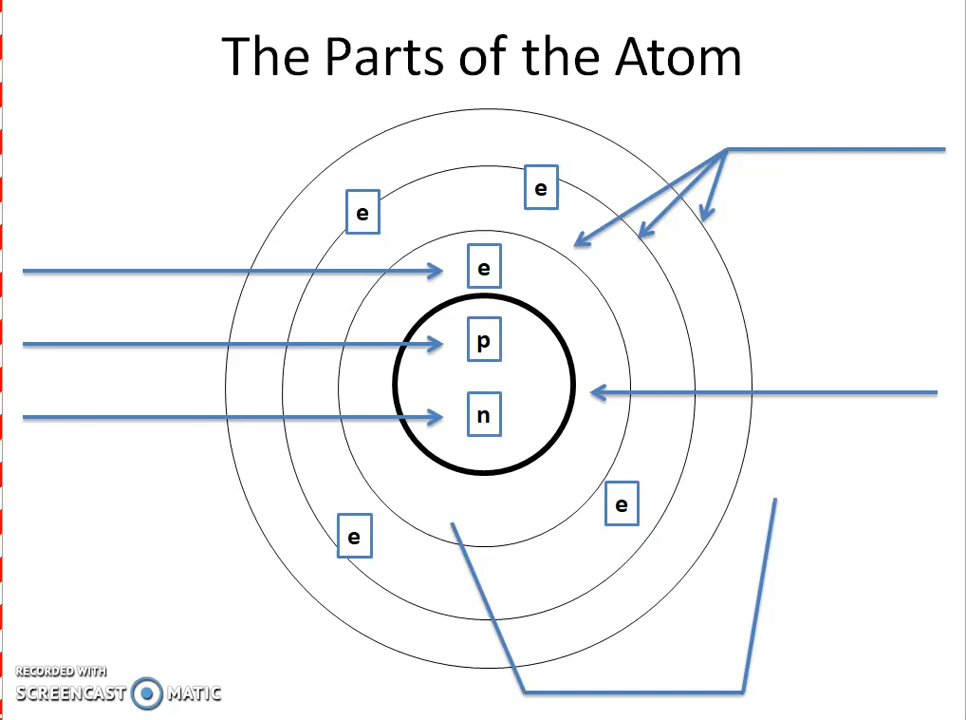 The Parts of the Atom
e
e
e
p
n
e
e
RECORDED WITH
SCREENCAST MATIC